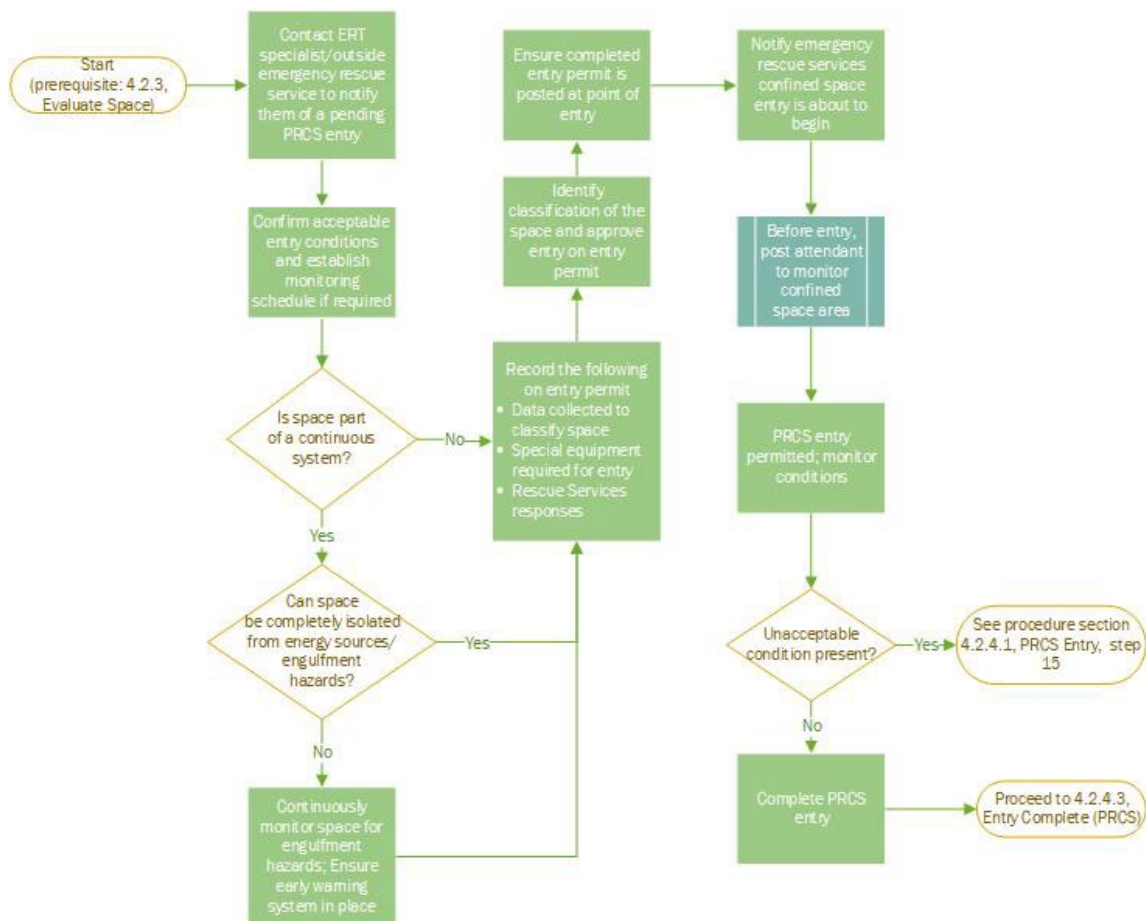 Start
(prerequisite: 4.2.3,
Evaluate Space)
Contact ERT
specialist/outside
emergency rescue
service to notify
them of a pending
PRCS entry
Confirm acceptable
entry conditions
and establish
monitoring
schedule if required
Is space part
of a continuous
system?
No
Yes
Can space
be completely isolated
from energy sources/
engulfment
hazards?
Yes
No
Continuously
monitor space for
engulfment
hazards; Ensure
early warning
system in place
Record the following
on entry permit
• Data collected to
classify space
• Special equipment
required for entry
• Rescue Services
responses
Identify
classification of the
space and approve
entry on entry
permit
Ensure completed
entry permit is
posted at point of
entry
Notify emergency
rescue services
confined space
entry is about to
begin
Before entry,
post attendant
to monitor
confined
space area
PRCS entry
permitted; monitor
conditions
Unacceptable
condition present?
Yes
See procedure section
4.2.4.1, PRCS Entry, step
15
No
Complete PRCS
entry
Proceed to 4.2.4.3,
Entry Complete (PRCS)